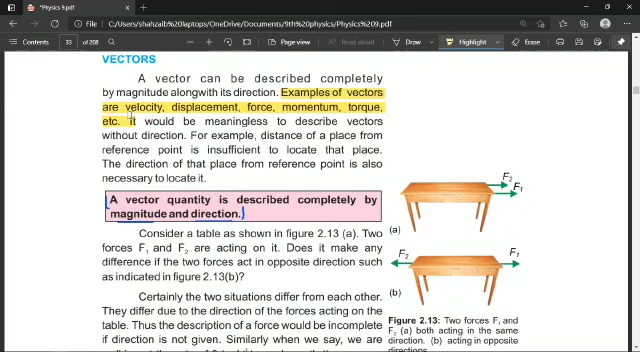 *Physics 9.pdf
File
C:/Users/shahzaib%20laptops/OneDrive/Documents/9th%20physics/Physics%209.pdf
Contents
33
of 208
Page view
Read aloud
Draw
Highlight
Erase
VECTORS
A vector can be described completely
by magnitude alongwith its direction. Examples of vectors
are velocity, displacement, force, momentum, torque,
etc. It would be meaningless to describe vectors
without direction. For example, distance of a place from
reference point is insufficient to locate that place.
The direction of that place from reference point is also
necessary to locate it.
A vector quantity is described completely by
magnitude and direction.
Consider a table as shown in figure 2.13 (a). Two
forces F₁ and F₂ are acting on it. Does it make any
difference if the two forces act in opposite direction such
as indicated in figure 2.13(b)?
Certainly the two situations differ from each other.
They differ due to the direction of the forces acting on the
table. Thus the description of a force would be incomplete
if direction is not given. Similarly when we say, we are
F₂
F₁
(a)
F₂
F₁
(b)
Figure 2.13: Two forces F₁ and
F₂ (a) both acting in the same
direction. (b) acting in opposite
directions